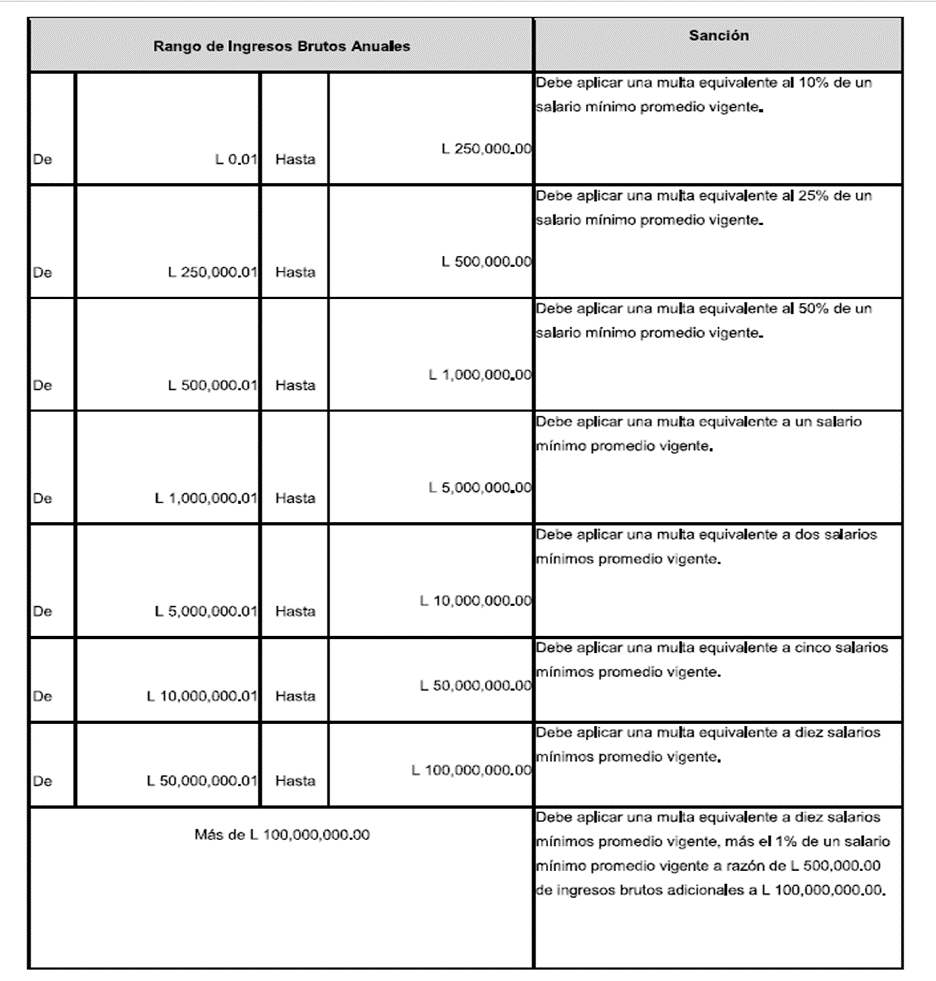 Rango de Ingresos Brutos Anuales
Sanción
De L 0.01 Hasta L 250,000.00
Debe aplicar una multa equivalente al 10% de un
salario mínimo promedio vigente.
De L 250,000.01 Hasta L 500,000.00
Debe aplicar una multa equivalente al 25% de un
salario mínimo promedio vigente.
De L 500,000.01 Hasta L 1,000,000.00
Debe aplicar una multa equivalente al 50% de un
salario mínimo promedio vigente.
De L 1,000,000.01 Hasta L 5,000,000.00
Debe aplicar una multa equivalente a un salario
mínimo promedio vigente.
De L 5,000,000.01 Hasta L 10,000,000.00
Debe aplicar una multa equivalente a dos salarios
mínimos promedio vigente.
De L 10,000,000.01 Hasta L 50,000,000.00
Debe aplicar una multa equivalente a cinco salarios
mínimos promedio vigente.
De L 50,000,000.01 Hasta L 100,000,000.00
Debe aplicar una multa equivalente a diez salarios
mínimos promedio vigente.
Más de L 100,000,000.00
Debe aplicar una multa equivalente a diez salarios
mínimos promedio vigente, más el 1% de un salario
mínimo promedio vigente a razón de L 500,000.00
de ingresos brutos adicionales a L 100,000,000.00.